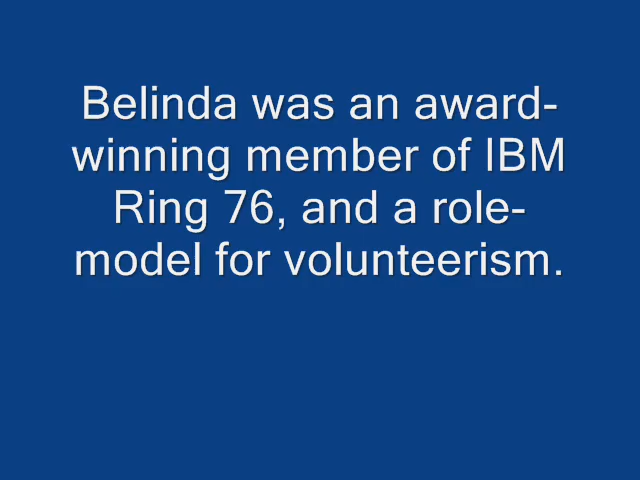 Belinda was an award-
winning member of IBM
Ring 76, and a role-
model for volunteerism.